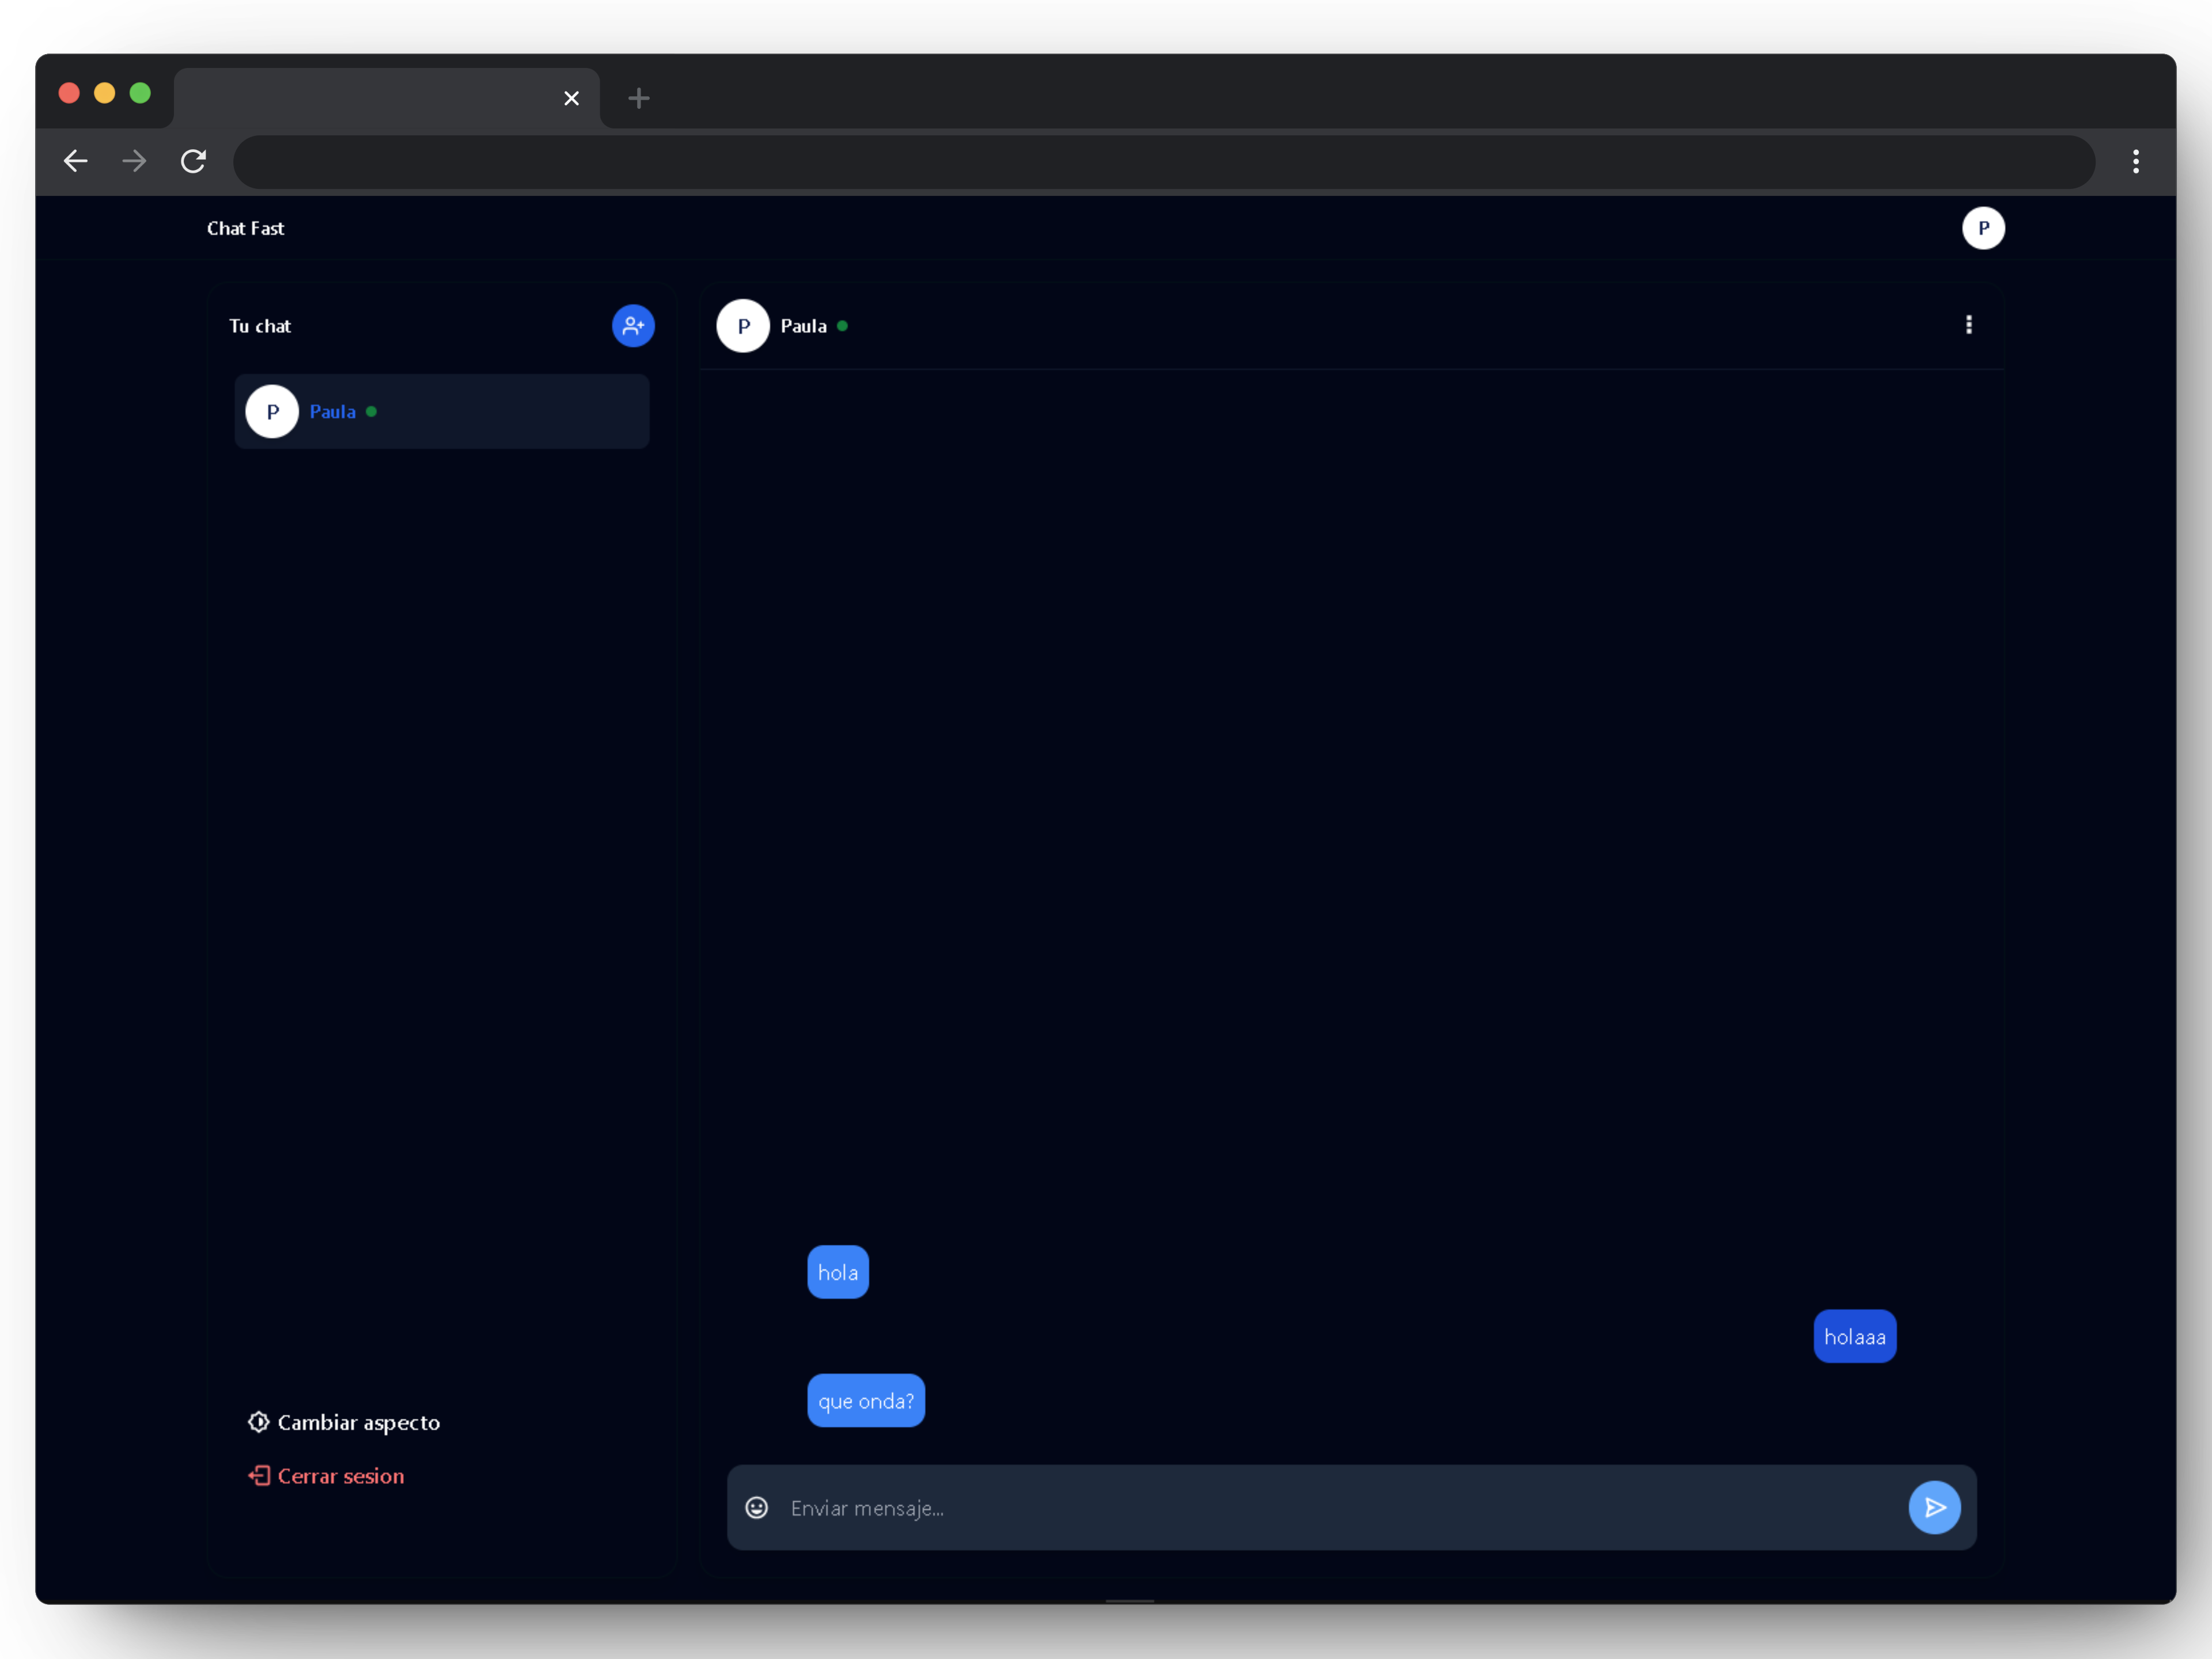 Chat Fast
P
Tu chat
P
Paula
Cambiar aspecto
Cerrar sesion
P
Paula
hola
holaaa
que onda?
Enviar mensaje...